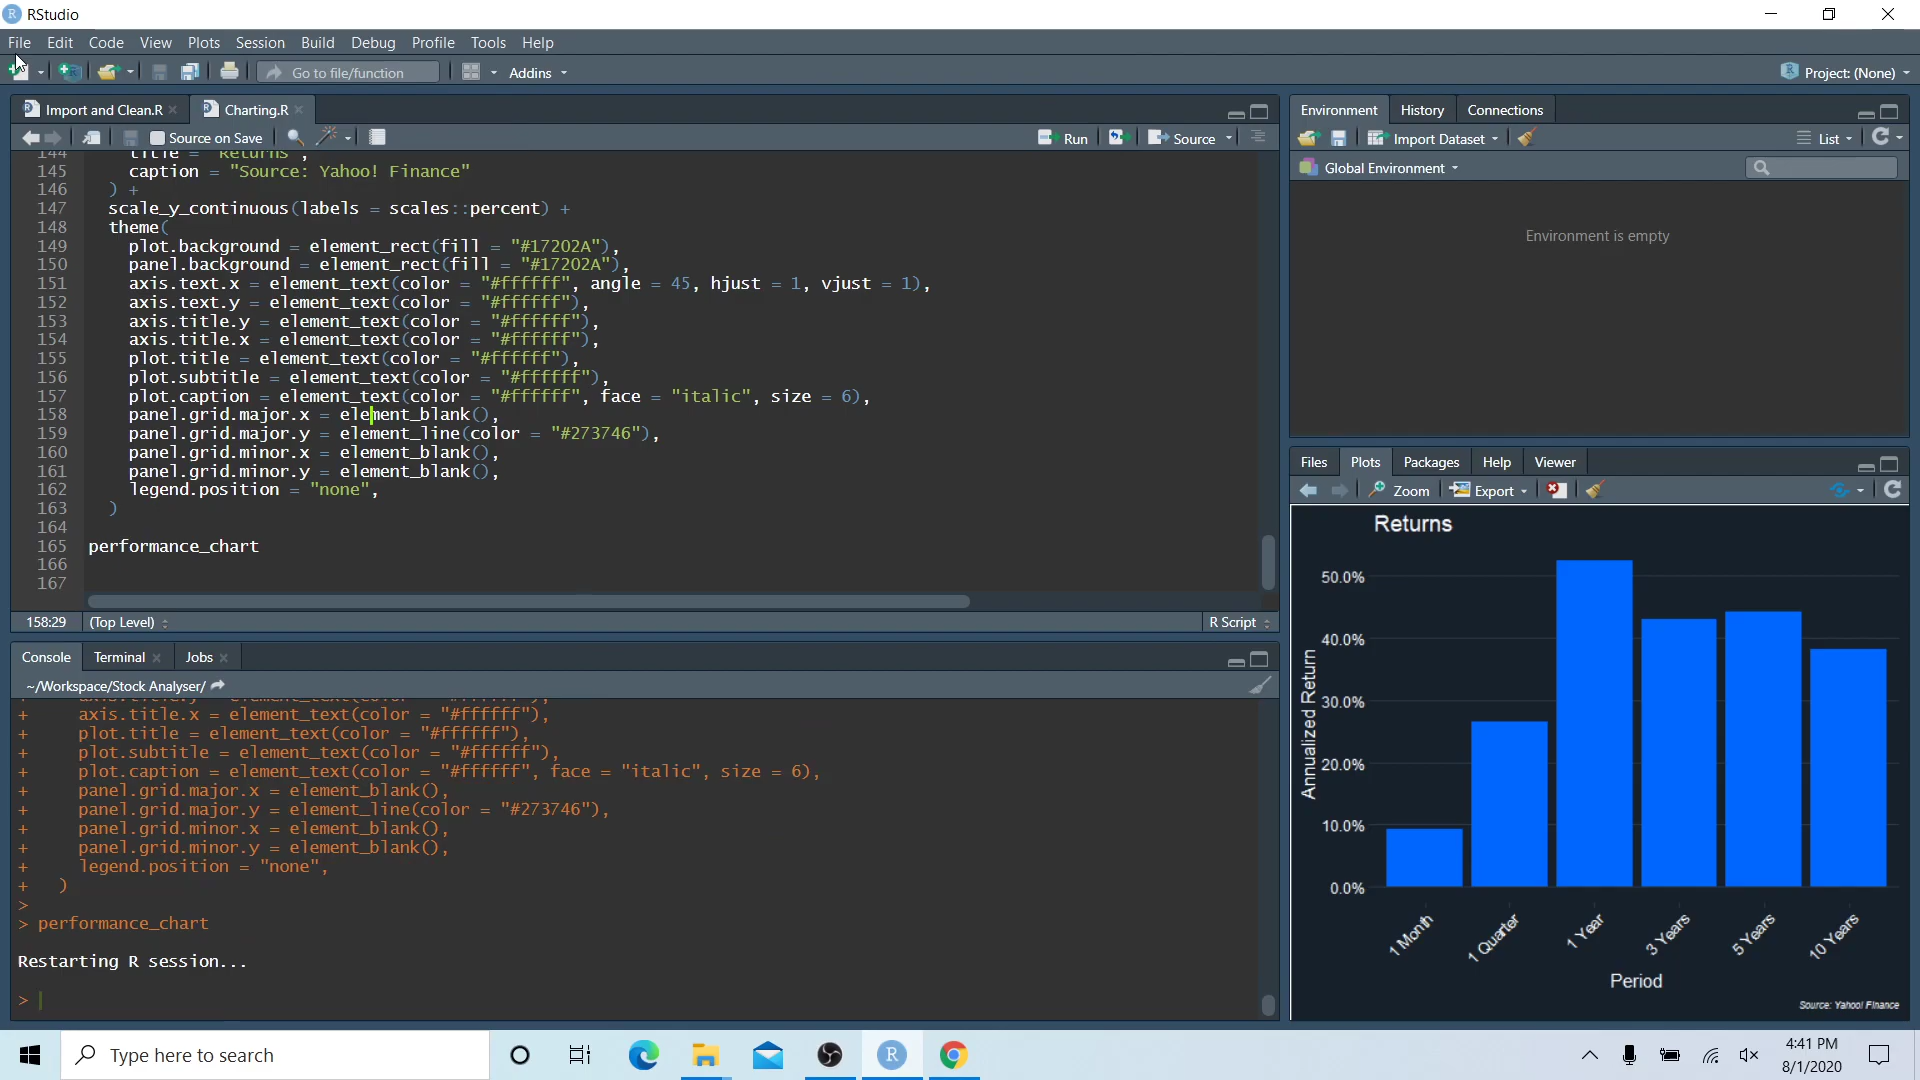 RStudio
File Edit Code View Plots Session Build Debug Profile Tools Help
Go to file/function Addins Project: (None)
Import and Clean.R Charting.R
Source on Save Run Source
144 title = "Returns",
145 caption = "Source: Yahoo! Finance"
146 ) +
147 scale_y_continuous(labels = scales::percent) +
148 theme(
149 plot.background = element_rect(fill = "#17202A"),
150 panel.background = element_rect(fill = "#17202A"),
151 axis.text.x = element_text(color = "#ffffff", angle = 45, hjust = 1, vjust = 1),
152 axis.text.y = element_text(color = "#ffffff"),
153 axis.title.y = element_text(color = "#ffffff"),
154 axis.title.x = element_text(color = "#ffffff"),
155 plot.title = element_text(color = "#ffffff"),
156 plot.subtitle = element_text(color = "#ffffff"),
157 plot.caption = element_text(color = "#ffffff", face = "italic", size = 6),
158 panel.grid.major.x = element_blank(),
159 panel.grid.major.y = element_line(color = "#273746"),
160 panel.grid.minor.x = element_blank(),
161 panel.grid.minor.y = element_blank(),
162 legend.position = "none",
163 )
164
165 performance_chart
166
167
158:29 (Top Level) R Script
Console Terminal Jobs
~/Workspace/Stock Analyser/
+ axis.title.y = element_text(color = "#ffffff"),
+ axis.title.x = element_text(color = "#ffffff"),
+ plot.title = element_text(color = "#ffffff"),
+ plot.subtitle = element_text(color = "#ffffff"),
+ plot.caption = element_text(color = "#ffffff", face = "italic", size = 6),
+ panel.grid.major.x = element_blank(),
+ panel.grid.major.y = element_line(color = "#273746"),
+ panel.grid.minor.x = element_blank(),
+ panel.grid.minor.y = element_blank(),
+ legend.position = "none",
+ )
>
> performance_chart
Restarting R session...
>
Environment History Connections
Import Dataset List
Global Environment
Environment is empty
Files Plots Packages Help Viewer
Zoom Export
Returns
50.0%
40.0%
30.0%
20.0%
10.0%
0.0%
Annualized Return
1 Month 1 Quarter 1 Year 3 Years 5 Years 10 Years
Period
Source: Yahoo! Finance
Type here to search
4:41 PM
8/1/2020